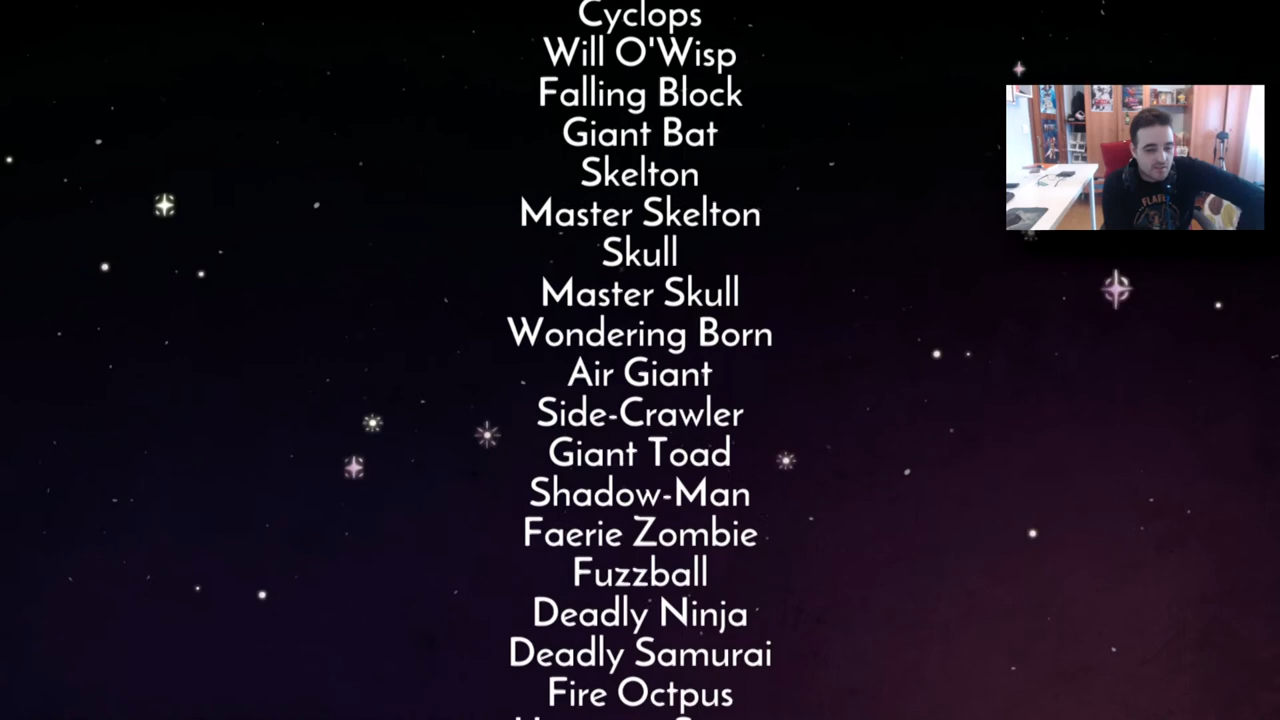 Cyclops
Will O'Wisp
Falling Block
Giant Bat
Skelton
Master Skelton
Skull
Master Skull
Wondering Born
Air Giant
Side-Crawler
Giant Toad
Shadow-Man
Faerie Zombie
Fuzzball
Deadly Ninja
Deadly Samurai
Fire Octpus